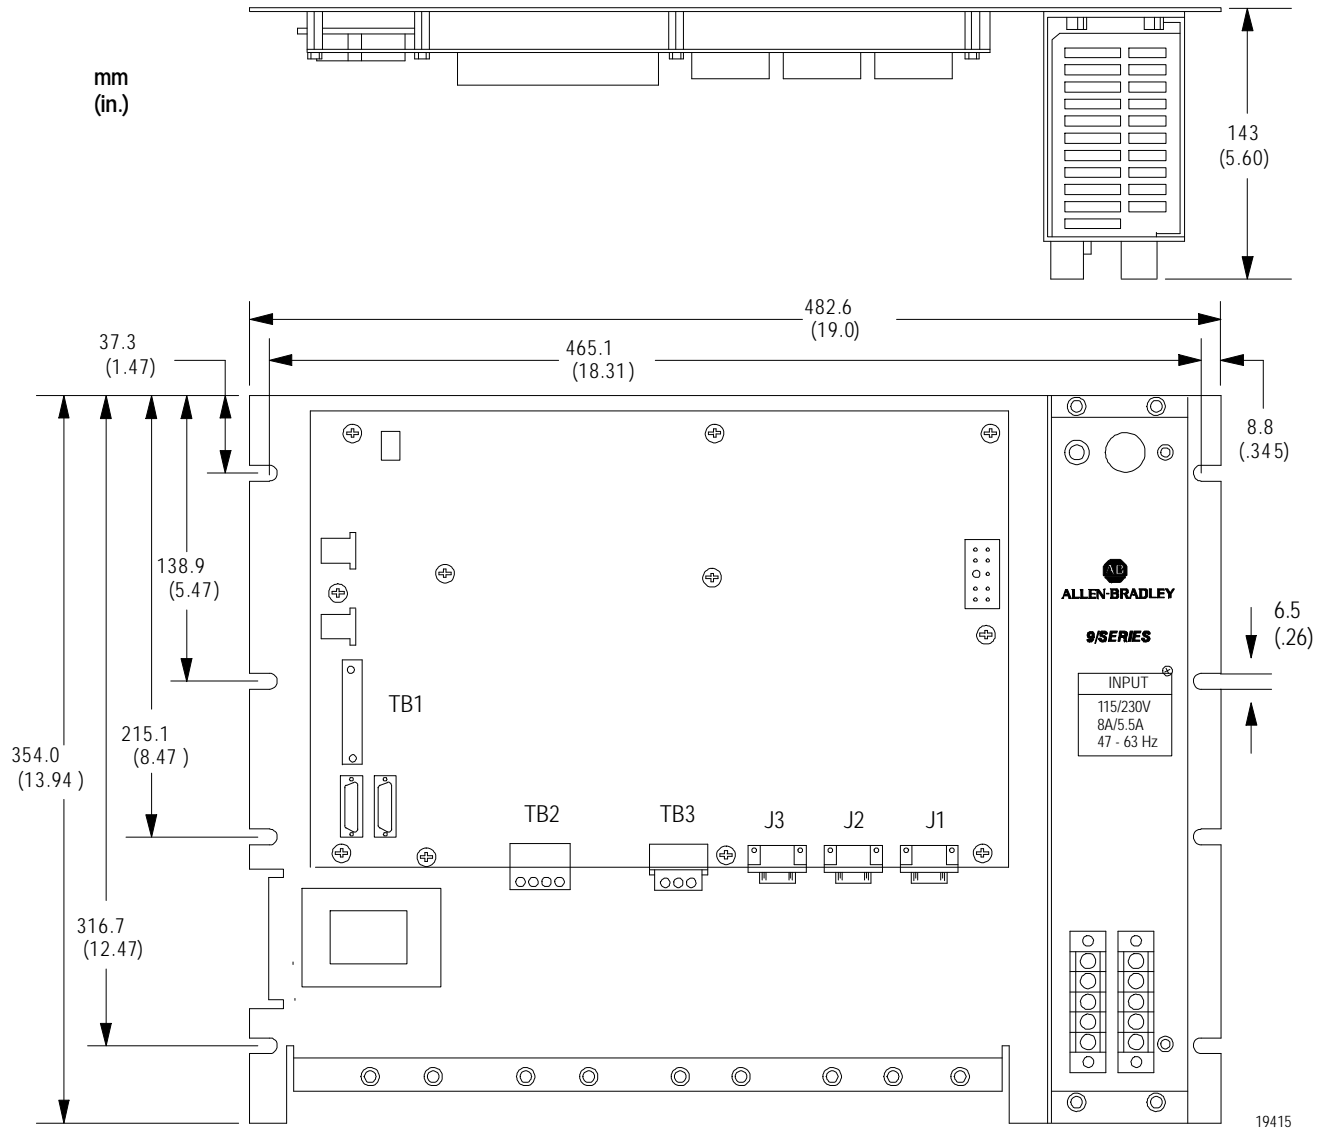 mm
(in.)
143
(5.60)
482.6
(19.0)
37.3
(1.47)
465.1
(18.31)
8.8
(.345)
138.9
(5.47)
AB
ALLEN-BRADLEY
9/SERIES
6.5
(.26)
INPUT
115/230V
8A/5.5A
47 - 63 Hz
TB1
215.1
(8.47 )
354.0
(13.94 )
TB2
TB3
J3
J2
J1
316.7
(12.47)
19415